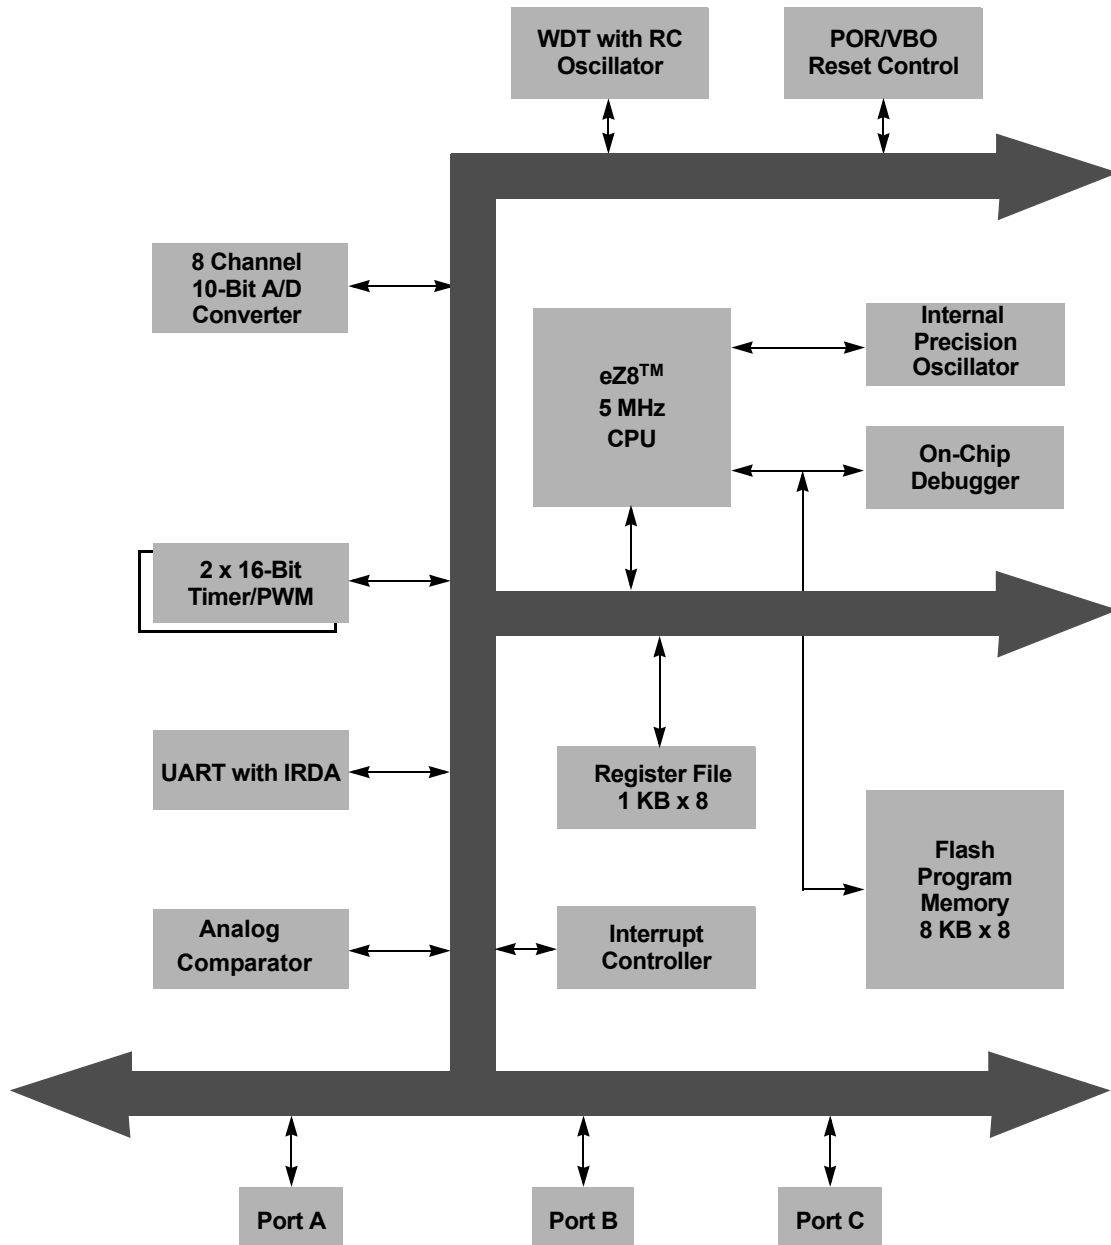 WDT with RC
Oscillator
POR/VBO
Reset Control
8 Channel
10-Bit A/D
Converter
eZ8™
5 MHz
CPU
Internal
Precision
Oscillator
On-Chip
Debugger
2 x 16-Bit
Timer/PWM
UART with IRDA
Register File
1 KB x 8
Flash
Program
Memory
8 KB x 8
Analog
Comparator
Interrupt
Controller
Port A
Port B
Port C